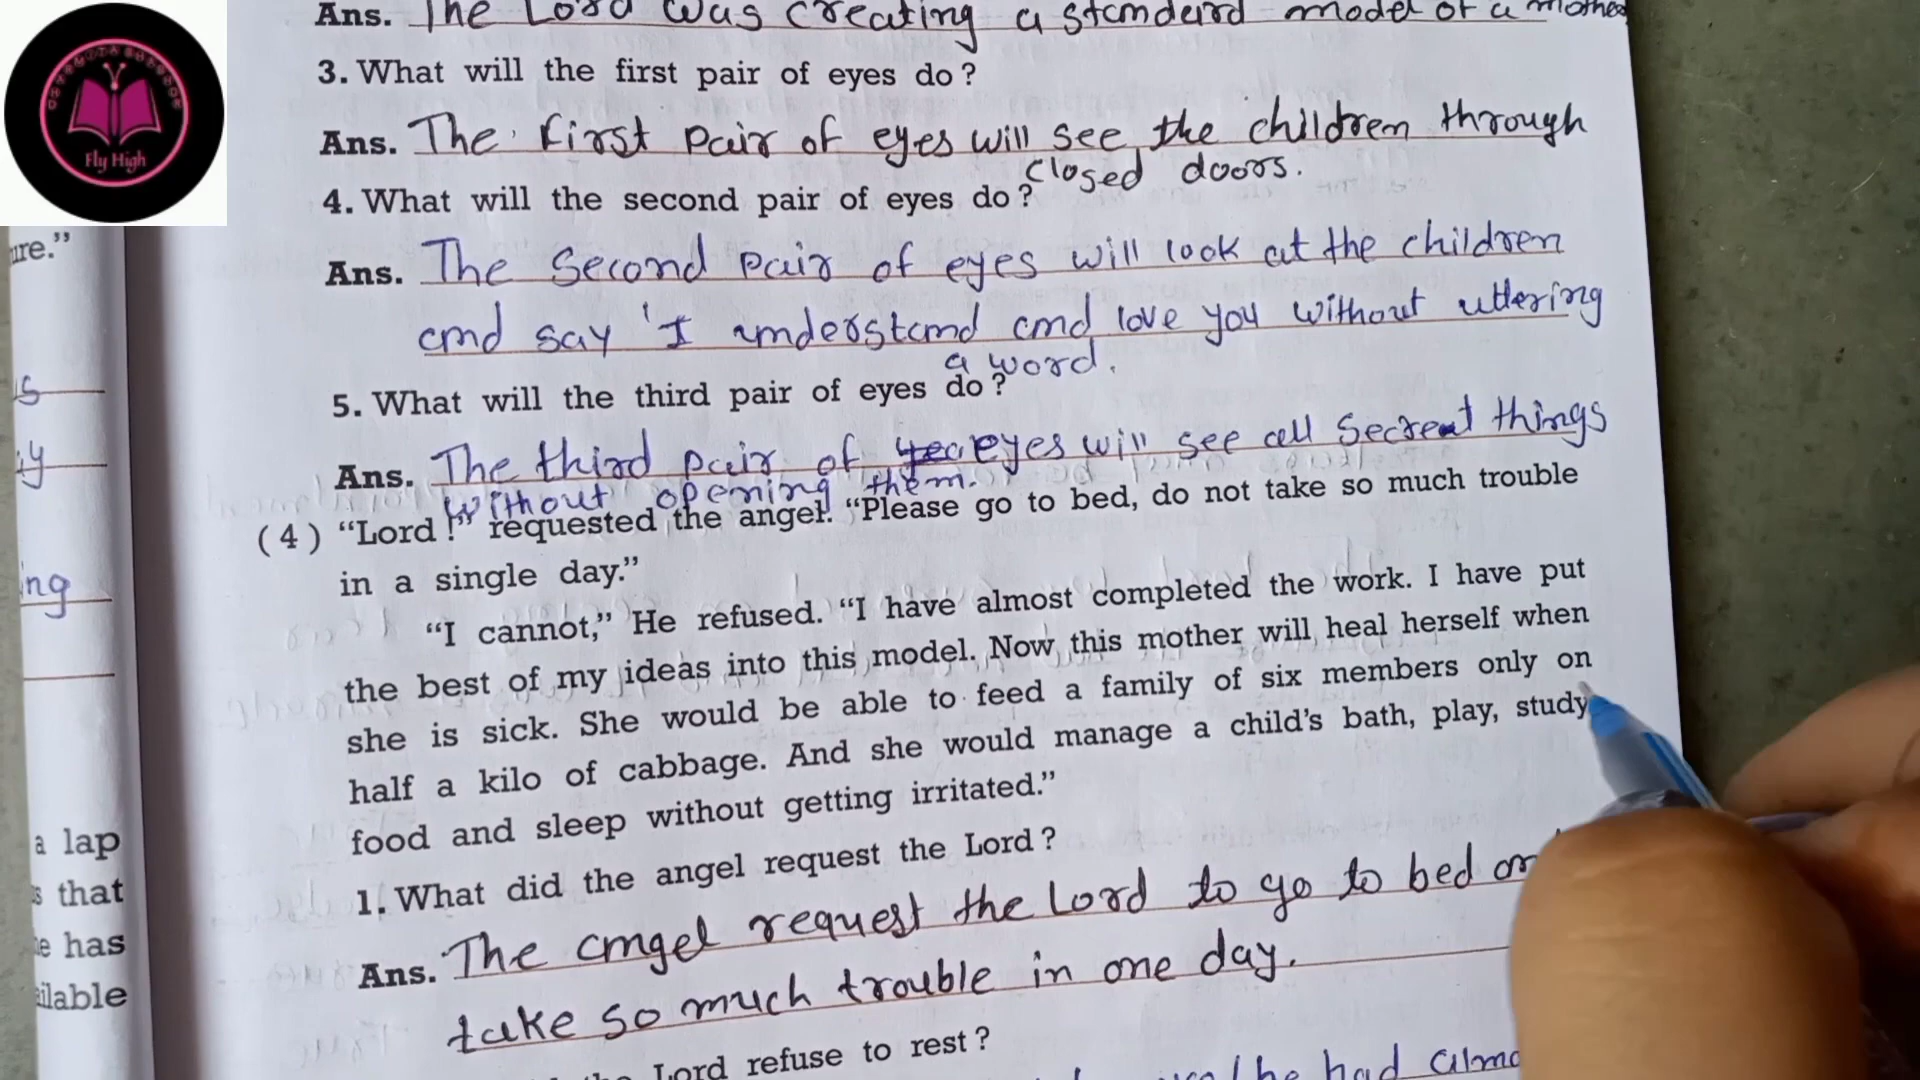 Ans. The Lord was creating a standard model of a mother
3. What will the first pair of eyes do?
Ans. The first pair of eyes will see the children through
closed doors.
4. What will the second pair of eyes do?
Ans. The second pair of eyes will look at the children
and say 'I understand and love you without uttering
a word.
5. What will the third pair of eyes do?
Ans. The third pair of eyes will see all secreat things
without opening them.
(4) “Lord!” requested the angel. “Please go to bed, do not take so much trouble
in a single day.”
“I cannot,” He refused. “I have almost completed the work. I have put
the best of my ideas into this model. Now this mother will heal herself when
she is sick. She would be able to feed a family of six members only on
half a kilo of cabbage. And she would manage a child's bath, play, study
food and sleep without getting irritated.”
1. What did the angel request the Lord?
Ans. The angel request the Lord to go to bed
take so much trouble in one day.
Lord refuse to rest?
he had
Fly High
ure.”
ing
a lap
that
has